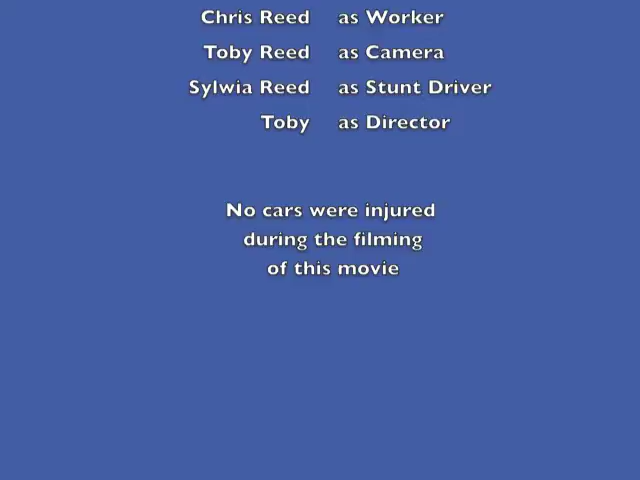 Chris Reed as Worker
Toby Reed as Camera
Sylwia Reed as Stunt Driver
Toby as Director
No cars were injured
during the filming
of this movie